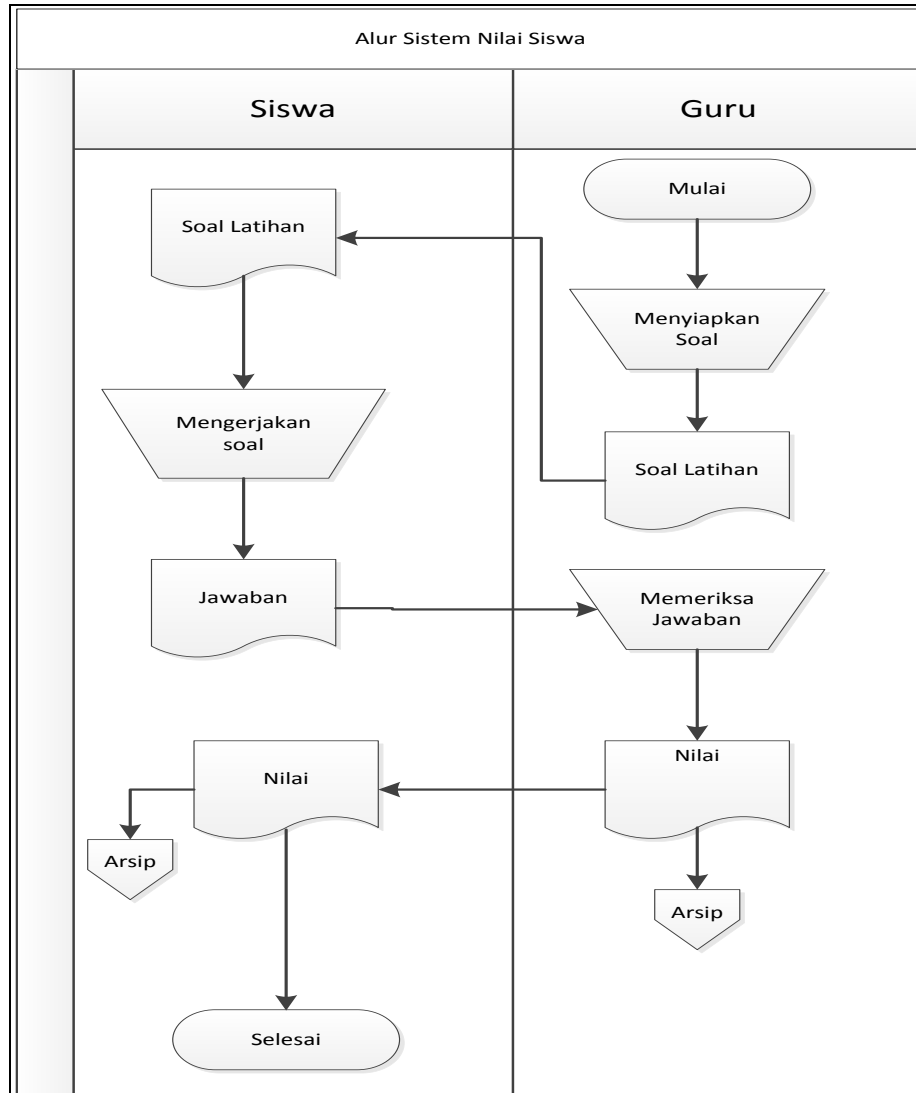 Alur Sistem Nilai Siswa
Siswa
Guru
Mulai
Soal Latihan
Menyiapkan
Soal
Mengerjakan
soal
Soal Latihan
Jawaban
Memeriksa
Jawaban
Nilai
Nilai
Arsip
Arsip
Selesai